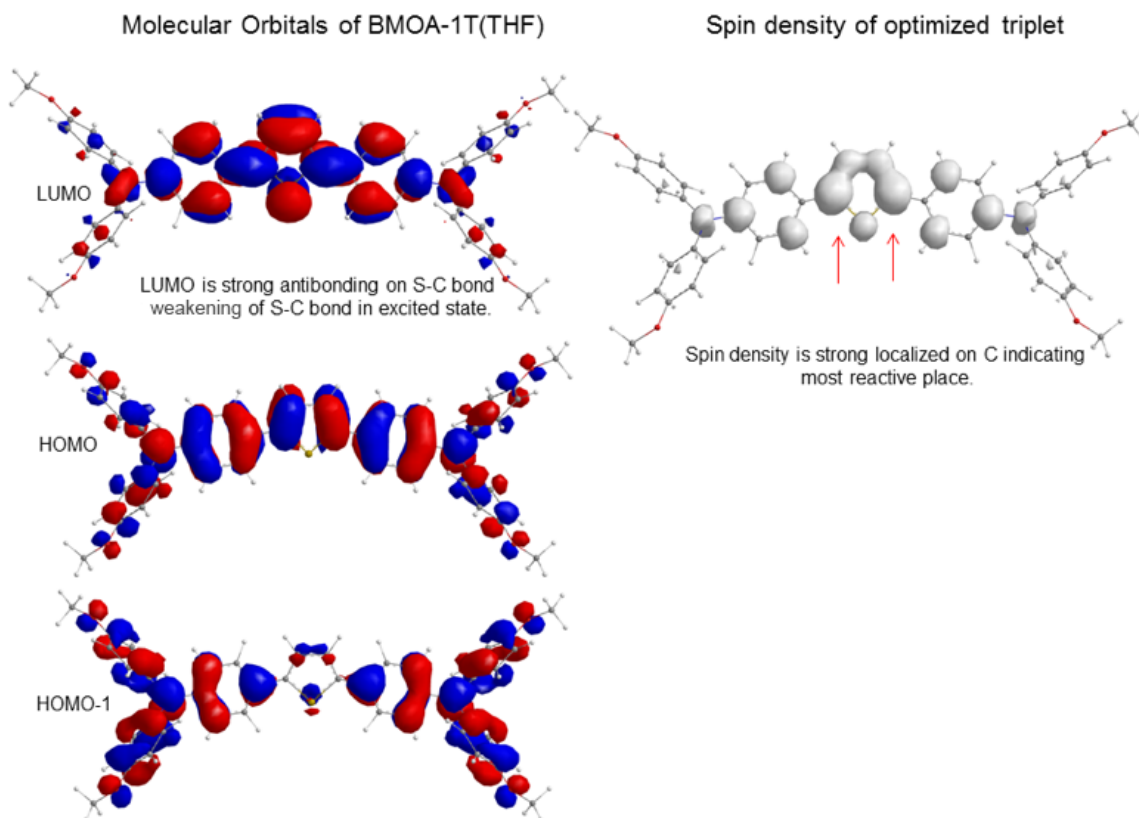 Molecular Orbitals of BMOA-1T(THF)
Spin density of optimized triplet
LUMO
LUMO is strong antibonding on S-C bond
weakening of S-C bond in excited state.
Spin density is strong localized on C indicating
most reactive place.
HOMO
HOMO-1